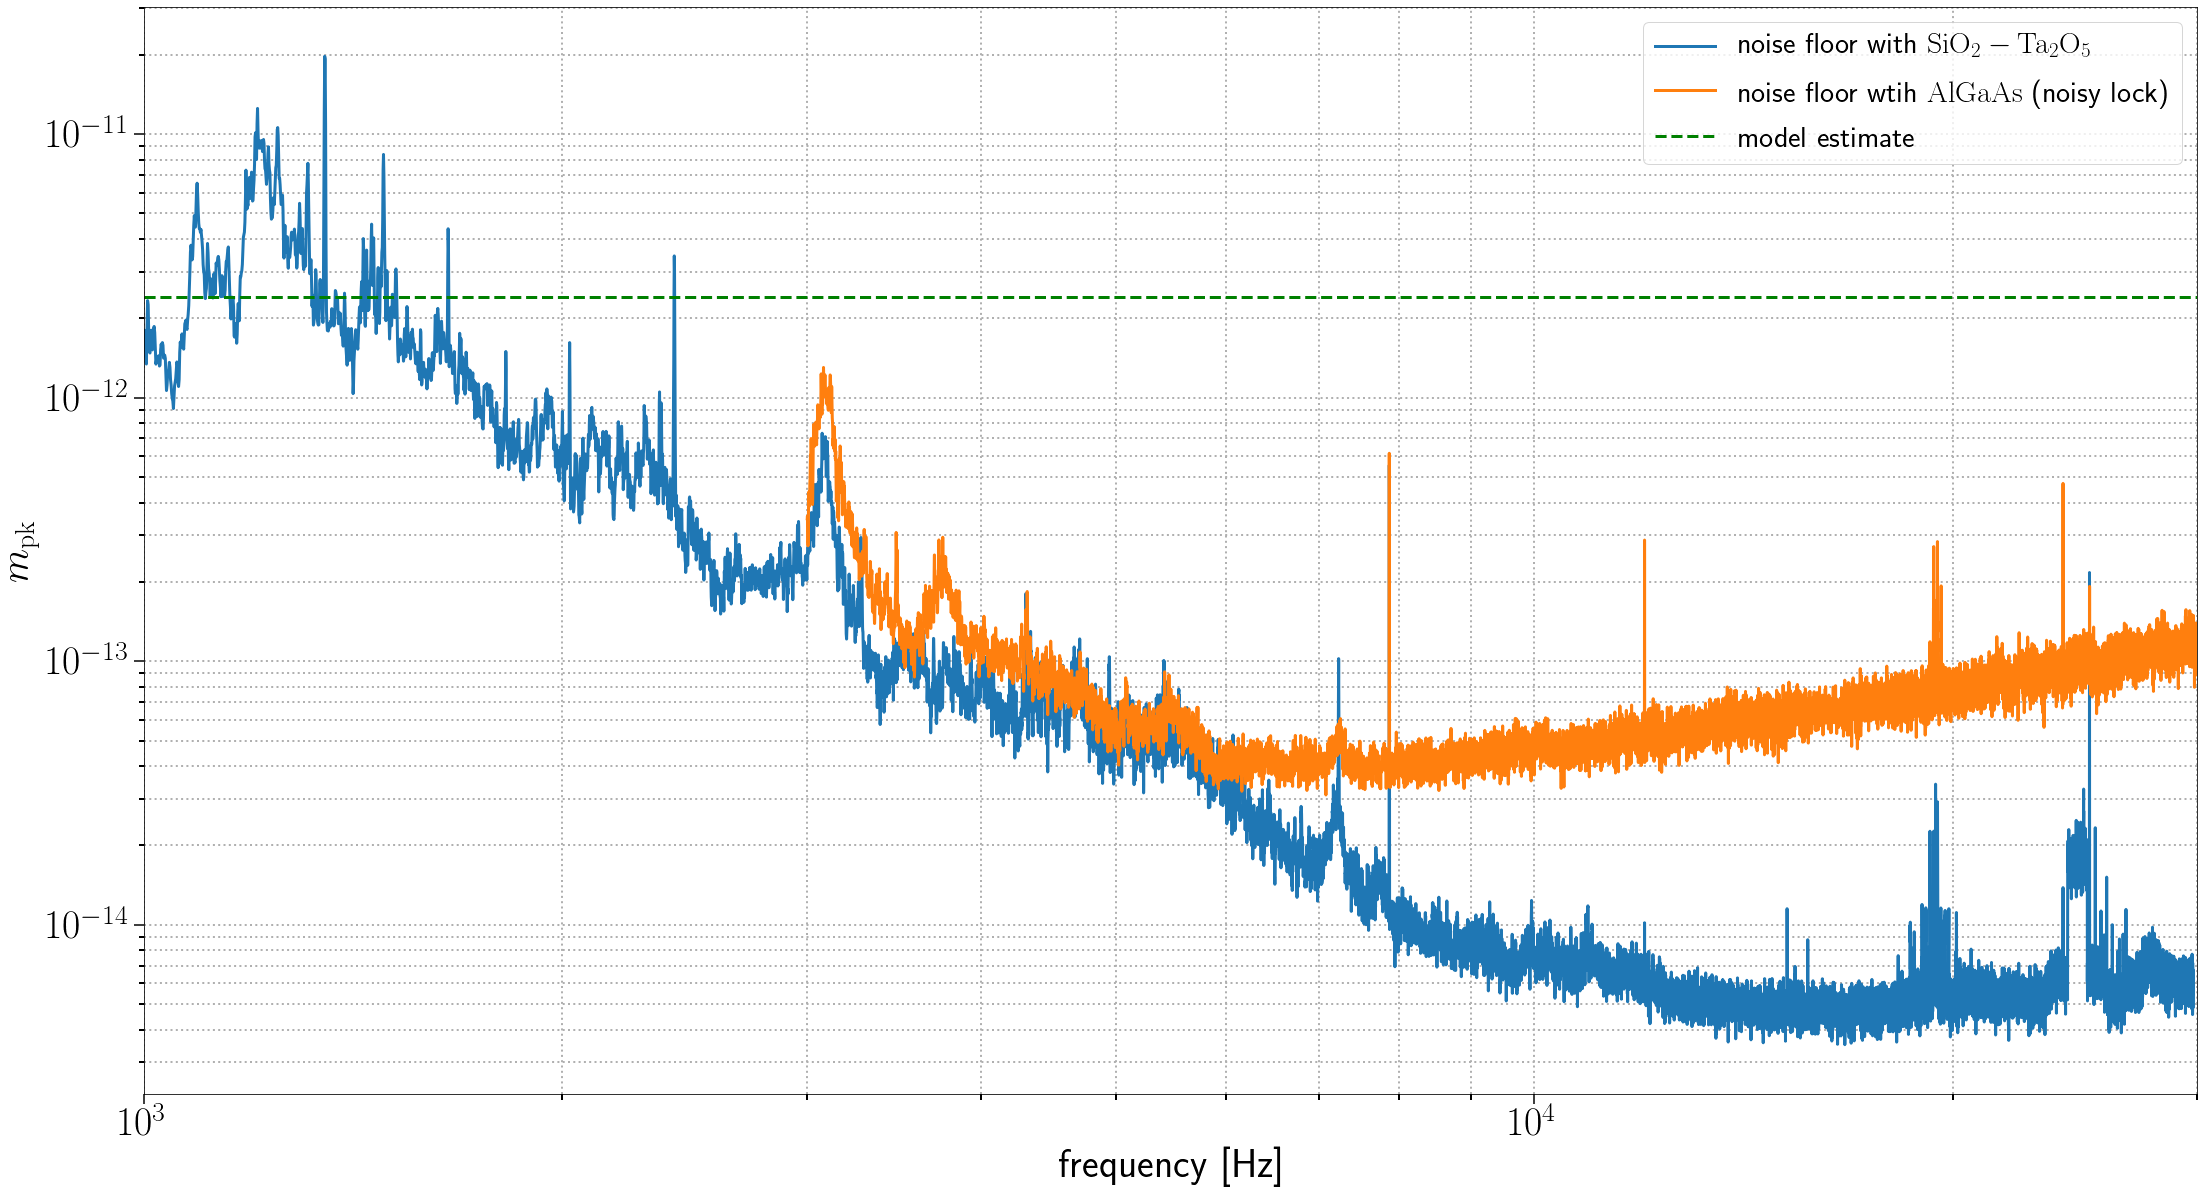 noise floor with SiO₂ − Ta₂O₅
noise floor wtih AlGaAs (noisy lock)
model estimate
10⁻¹¹
10⁻¹²
10⁻¹³
10⁻¹⁴
m_pk
10³
10⁴
frequency [Hz]